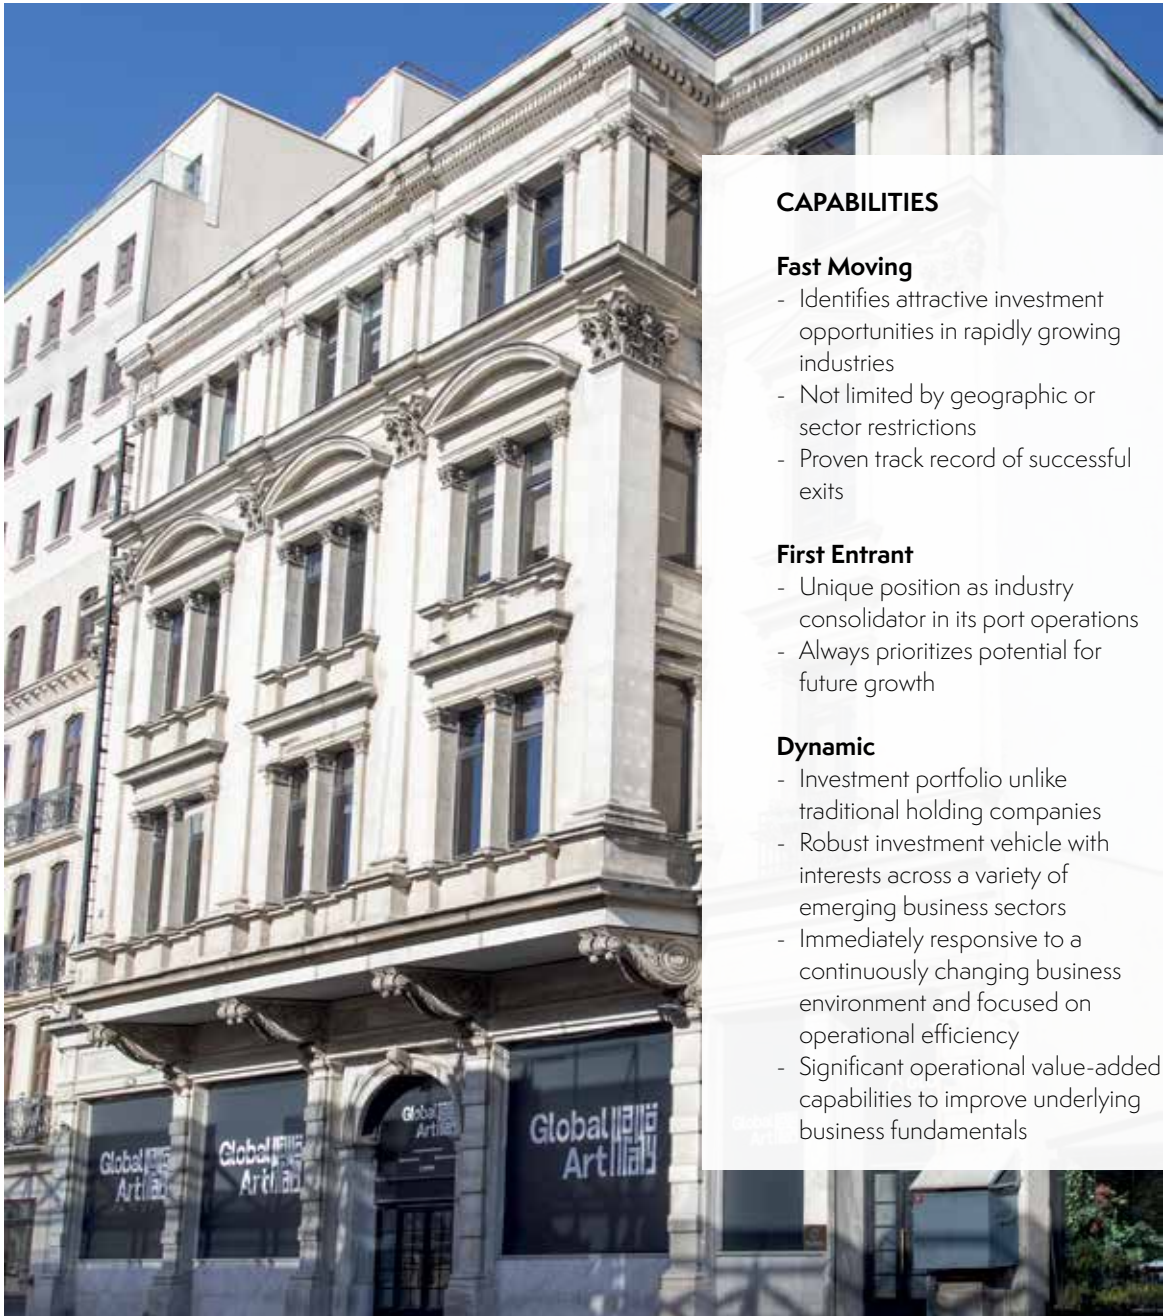 CAPABILITIES
Fast Moving
- Identifies attractive investment
opportunities in rapidly growing
industries
- Not limited by geographic or
sector restrictions
- Proven track record of successful
exits
First Entrant
- Unique position as industry
consolidator in its port operations
- Always prioritizes potential for
future growth
Dynamic
- Investment portfolio unlike
traditional holding companies
- Robust investment vehicle with
interests across a variety of
emerging business sectors
- Immediately responsive to a
continuously changing business
environment and focused on
operational efficiency
- Significant operational value-added
capabilities to improve underlying
business fundamentals
Global
Art
Global
Art
Global
Art
Global
Art
Global
Art